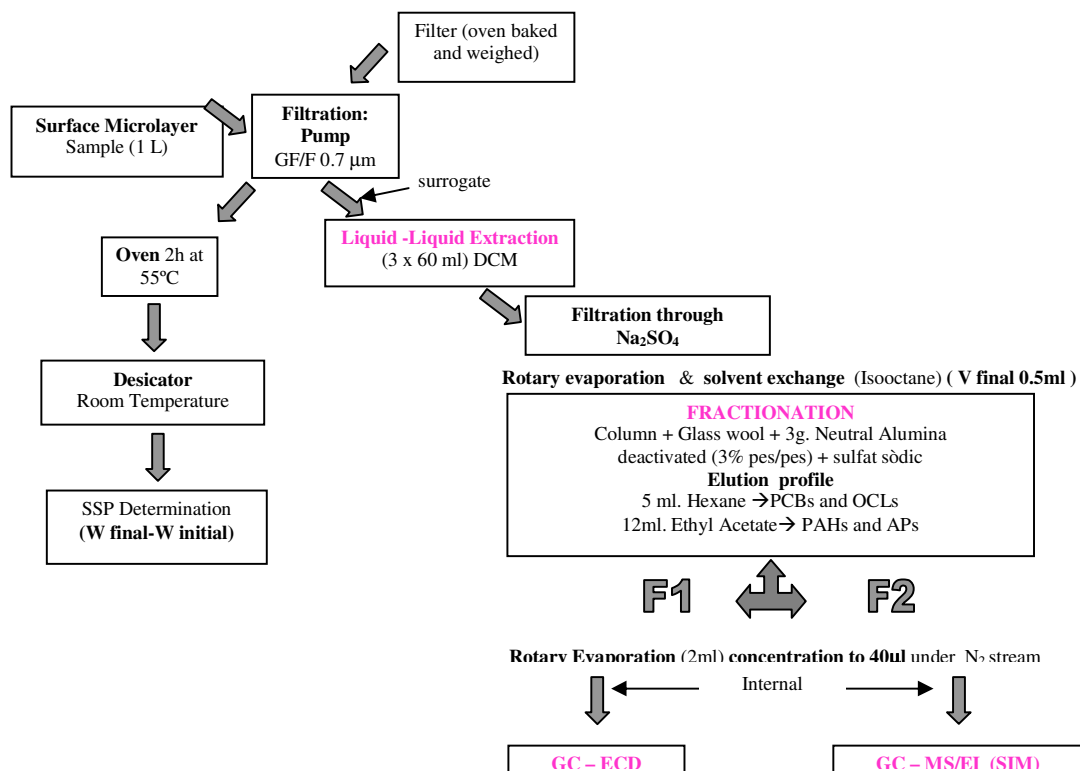 Filter (oven baked
and weighed)
Surface Microlayer
Sample (1 L)
Filtration:
Pump
GF/F 0.7 μm
surrogate
Oven 2h at
55ºC
Liquid -Liquid Extraction
(3 x 60 ml) DCM
Filtration through
Na₂SO₄
Desicator
Room Temperature
Rotary evaporation & solvent exchange (Isooctane) ( V final 0.5ml )
FRACTIONATION
Column + Glass wool + 3g. Neutral Alumina
deactivated (3% pes/pes) + sulfat sòdic
Elution profile
5 ml. Hexane →PCBs and OCLs
12ml. Ethyl Acetate→ PAHs and APs
SSP Determination
(W final-W initial)
F1 F2
Rotary Evaporation (2ml) concentration to 40μl under N₂ stream
Internal
GC – ECD
GC – MS/EI (SIM)